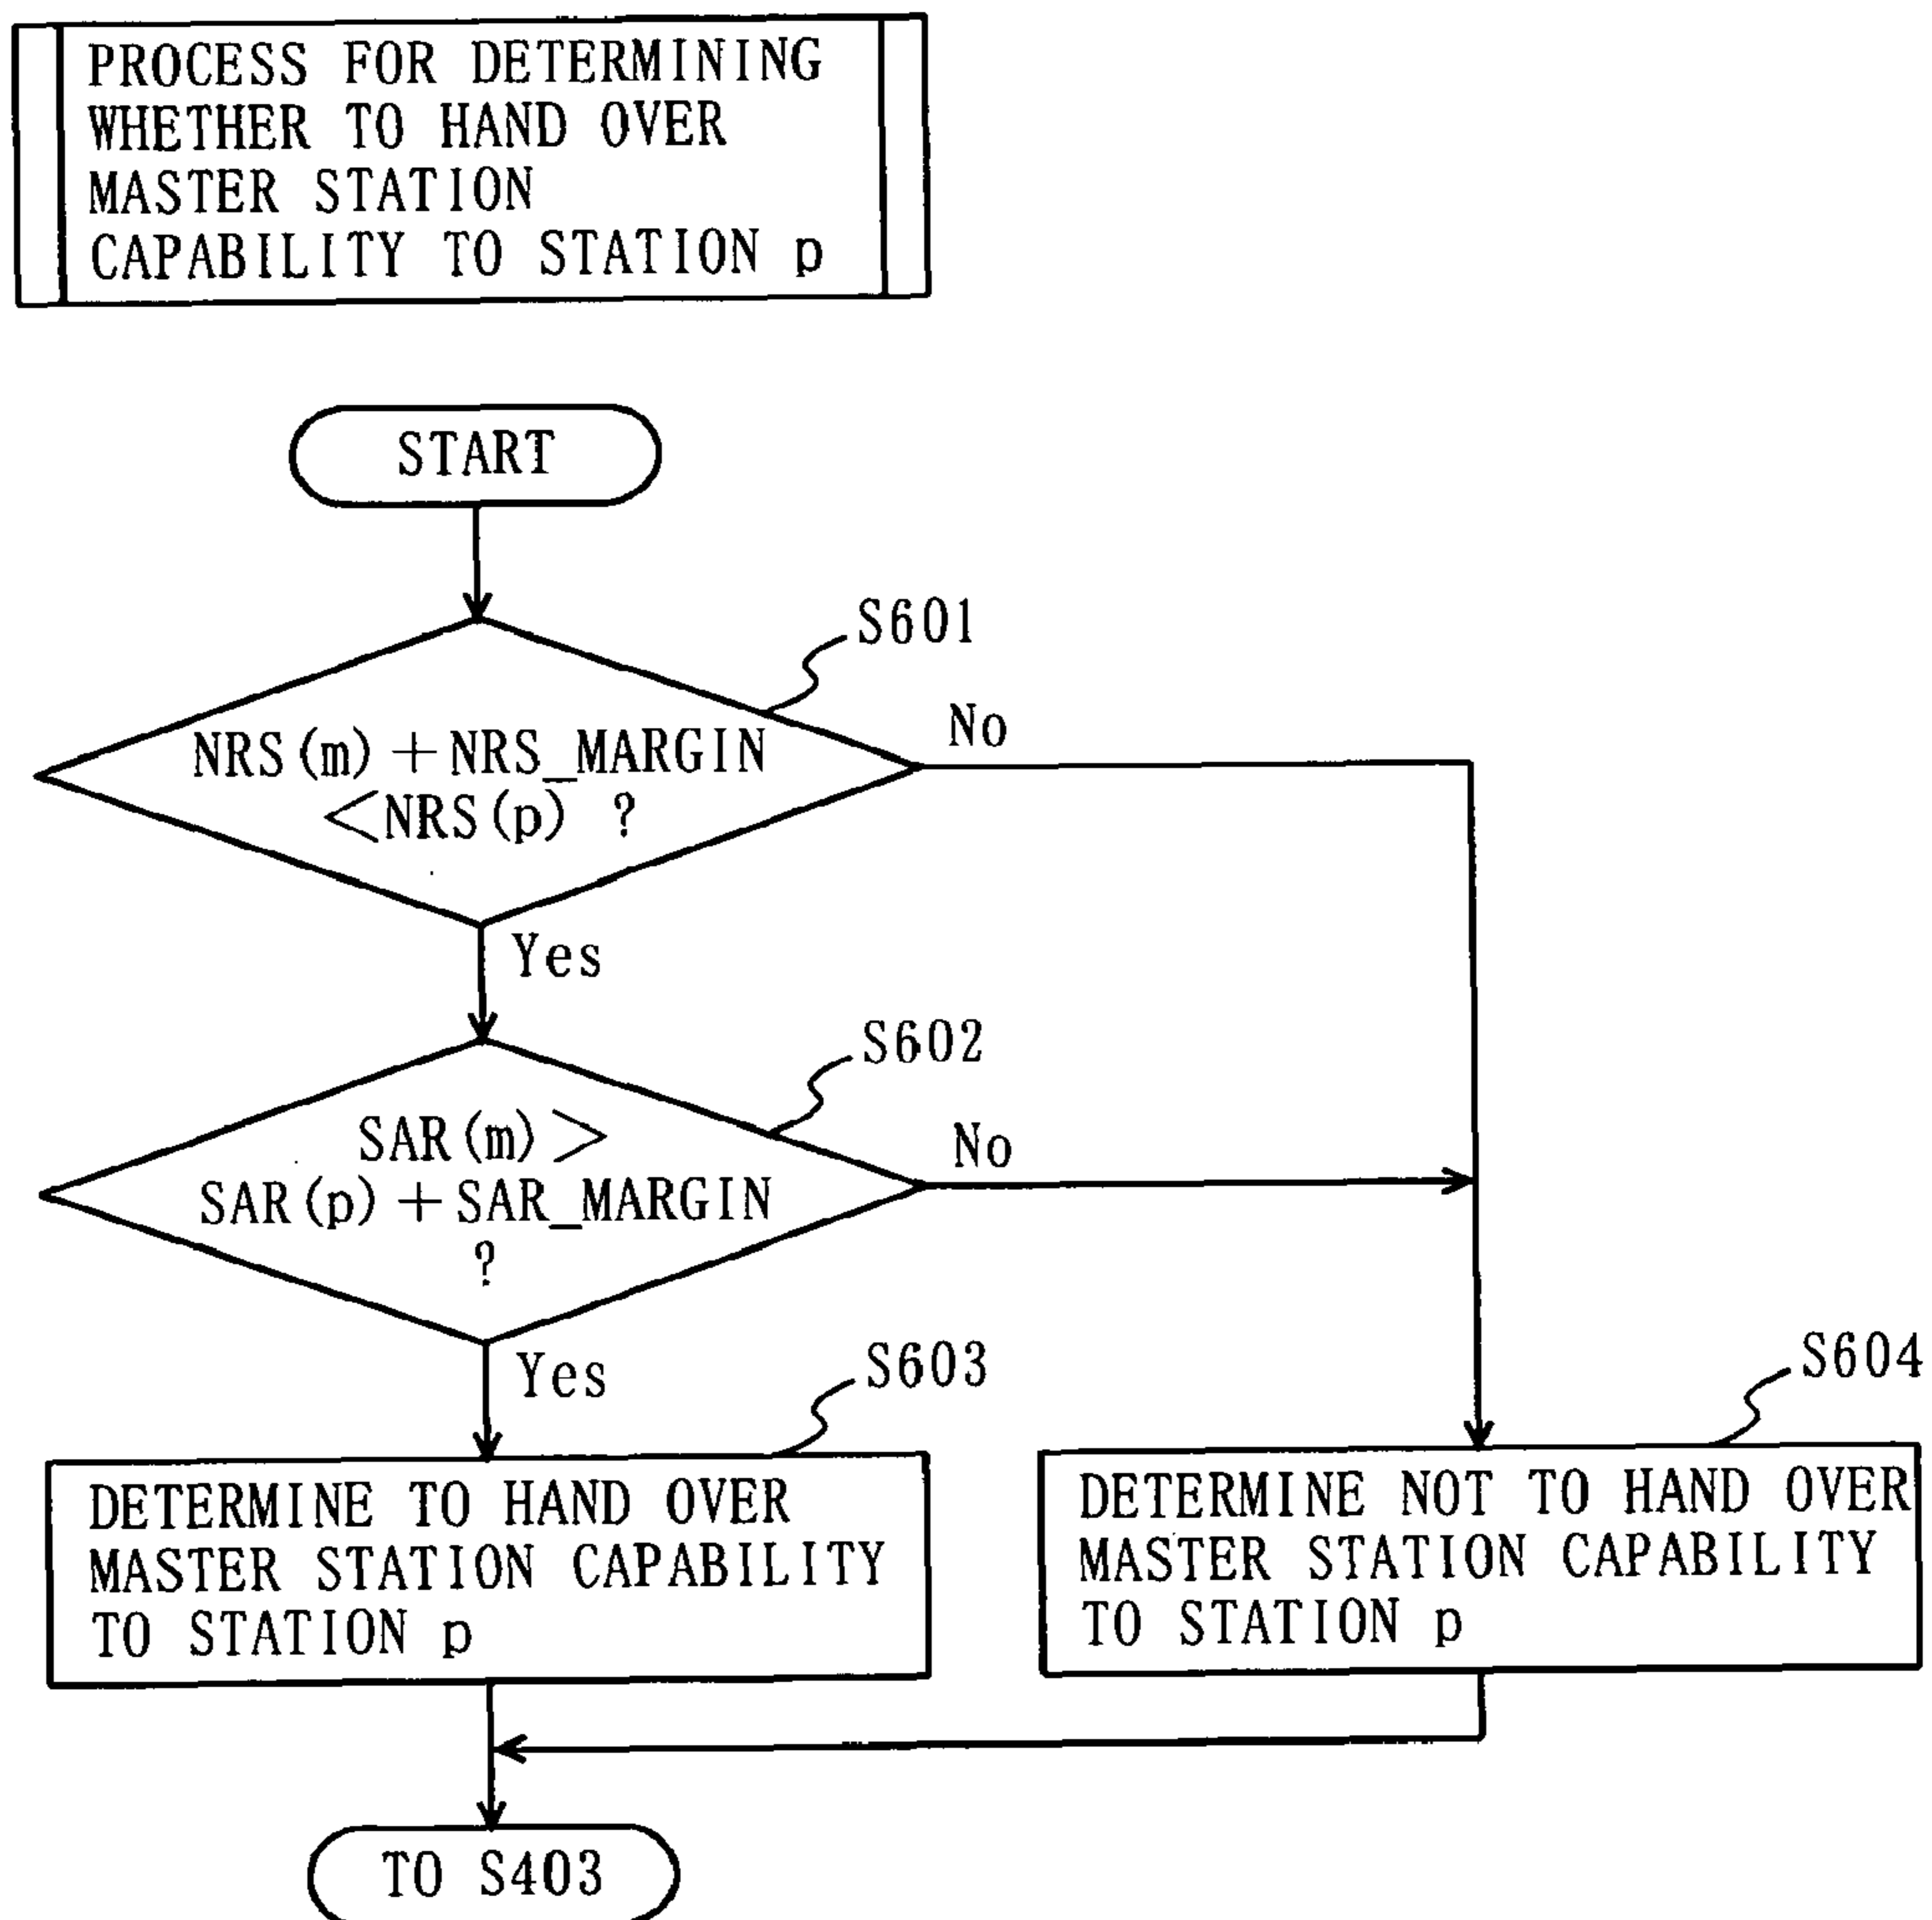 PROCESS FOR DETERMINING
WHETHER TO HAND OVER
MASTER STATION
CAPABILITY TO STATION p
START
S601
NRS(m)+NRS_MARGIN
<NRS(p) ?
No
Yes
S602
SAR(m)>
SAR(p)+SAR_MARGIN
?
No
Yes
S603
DETERMINE TO HAND OVER
MASTER STATION CAPABILITY
TO STATION p
S604
DETERMINE NOT TO HAND OVER
MASTER STATION CAPABILITY
TO STATION p
TO S403